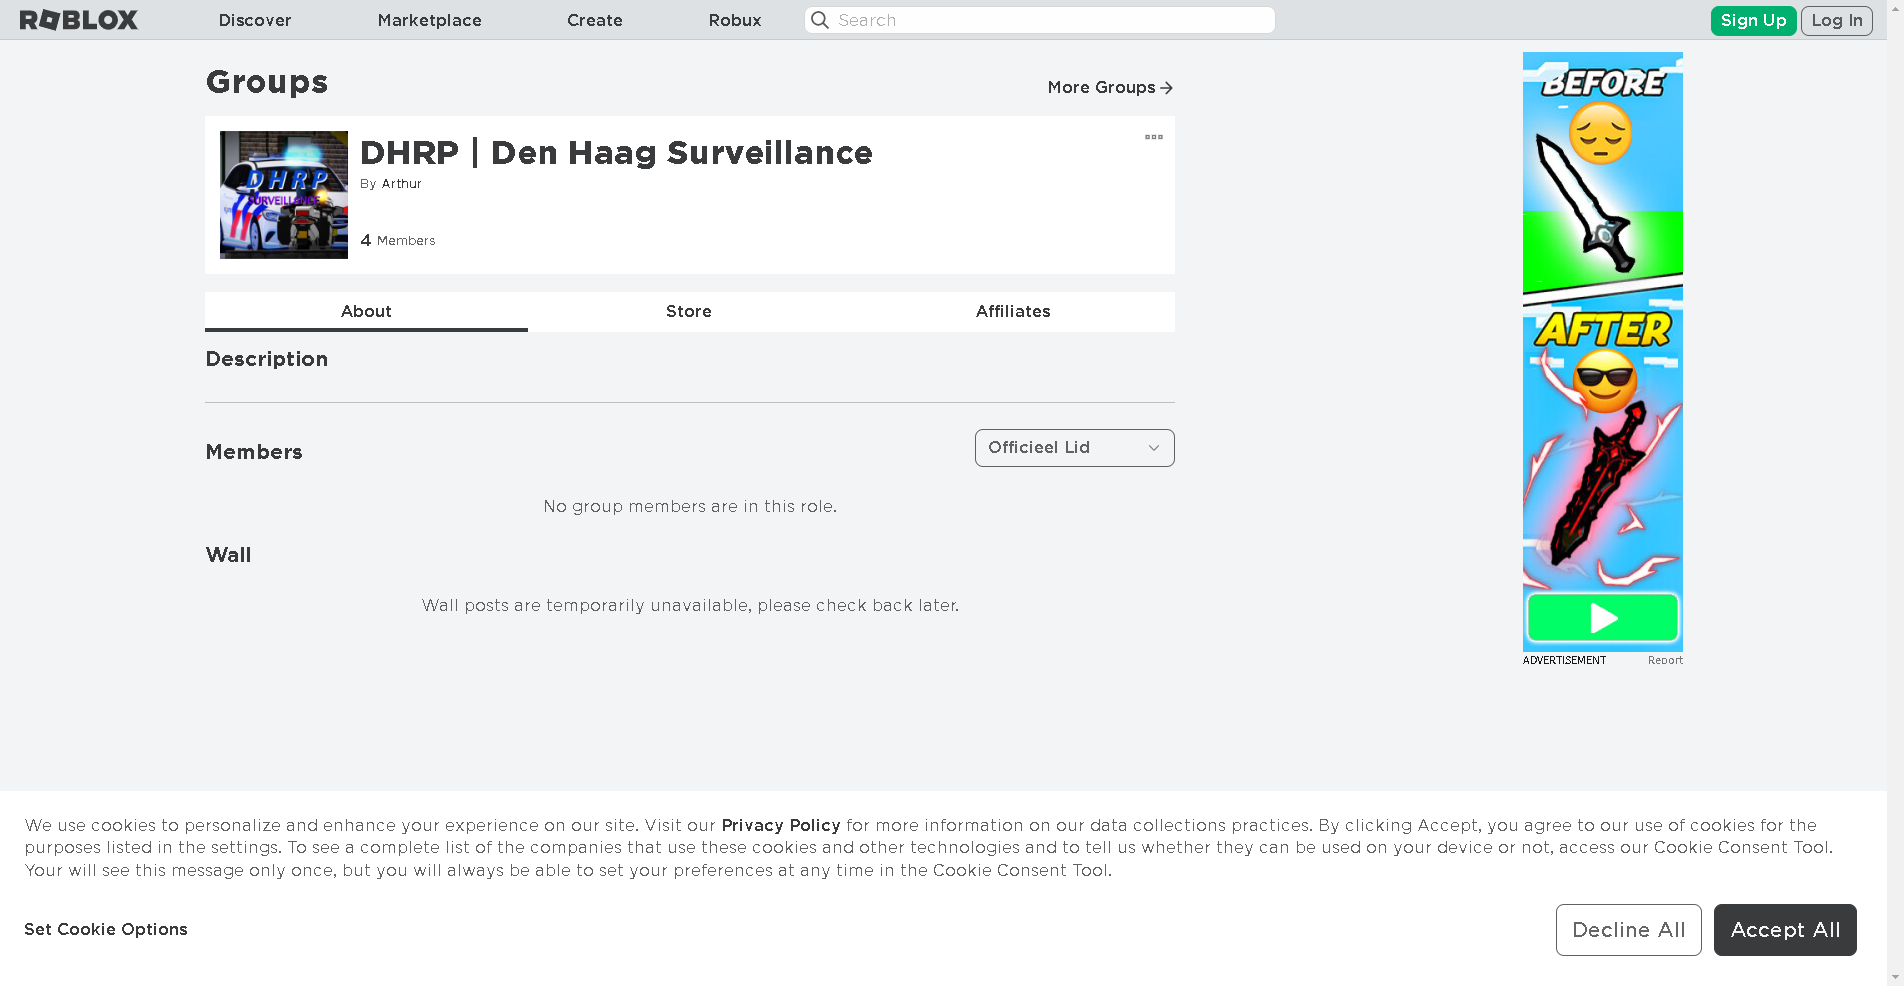 ROBLOX
Discover
Marketplace
Create
Robux
Search
Sign Up
Log In
Groups
More Groups
DHRP
SURVEILLANCE
DHRP | Den Haag Surveillance
By Arthur
4 Members
About
Store
Affiliates
Description
Members
Officieel Lid
No group members are in this role.
Wall
Wall posts are temporarily unavailable, please check back later.
BEFORE
AFTER
ADVERTISEMENT
Report
We use cookies to personalize and enhance your experience on our site. Visit our Privacy Policy for more information on our data collections practices. By clicking Accept, you agree to our use of cookies for the
purposes listed in the settings. To see a complete list of the companies that use these cookies and other technologies and to tell us whether they can be used on your device or not, access our Cookie Consent Tool.
Your will see this message only once, but you will always be able to set your preferences at any time in the Cookie Consent Tool.
Set Cookie Options
Decline All
Accept All